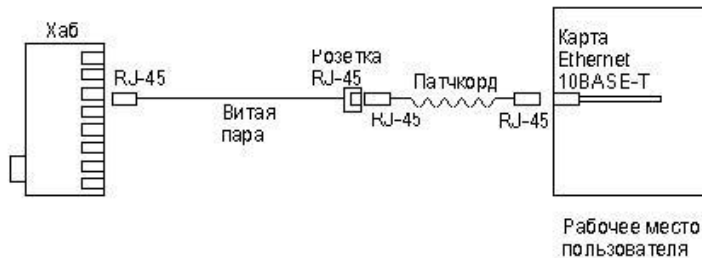 Хаб
RJ-45
Витая
пара
Розетка
RJ-45
RJ-45
Патчкорд
RJ-45
Карта
Ethernet
10BASE-T
Рабочее место
пользователя